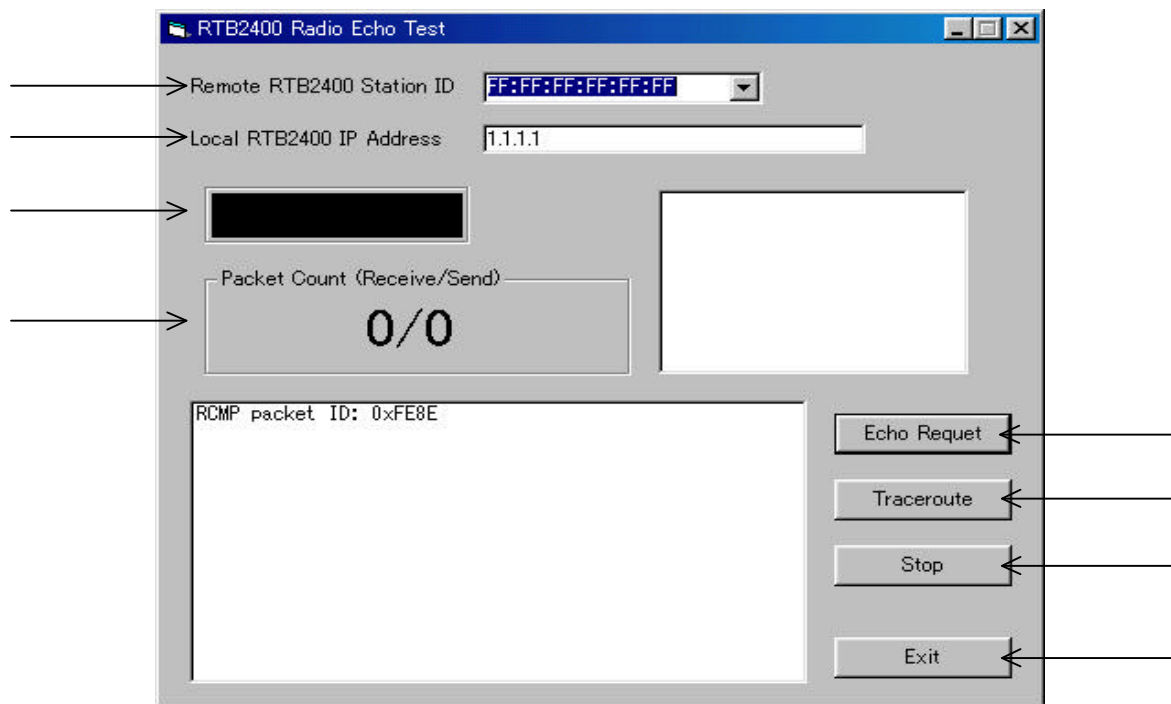 RTB2400 Radio Echo Test
Remote RTB2400 Station ID
FF:FF:FF:FF:FF:FF
Local RTB2400 IP Address
1.1.1.1
Packet Count (Receive/Send)
0/0
RCMP packet ID: 0xFE8E
Echo Requet
Traceroute
Stop
Exit